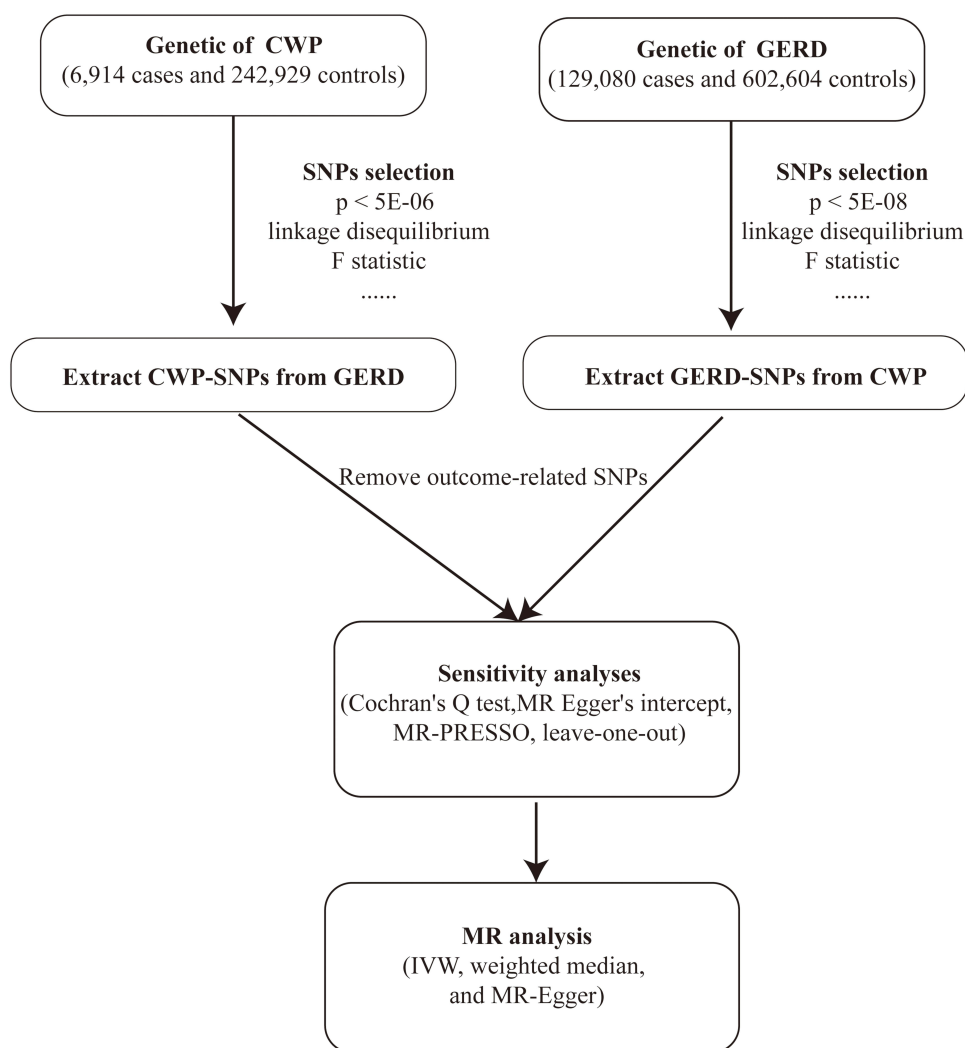 Genetic of CWP
(6,914 cases and 242,929 controls)
Genetic of GERD
(129,080 cases and 602,604 controls)
SNPs selection
p < 5E-06
linkage disequilibrium
F statistic
......
SNPs selection
p < 5E-08
linkage disequilibrium
F statistic
......
Extract CWP-SNPs from GERD
Extract GERD-SNPs from CWP
Remove outcome-related SNPs
Sensitivity analyses
(Cochran's Q test,MR Egger's intercept,
MR-PRESSO, leave-one-out)
MR analysis
(IVW, weighted median,
and MR-Egger)